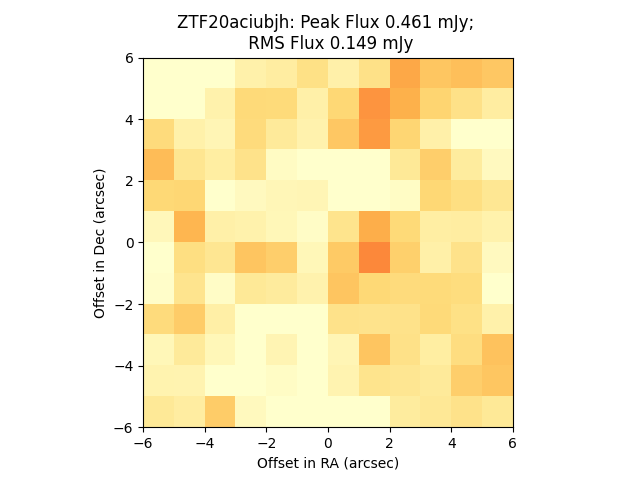 ZTF20aciubjh: Peak Flux 0.461 mJy;
RMS Flux 0.149 mJy
6
4
2
0
−2
−4
−6
Offset in Dec (arcsec)
−6 −4 −2 0 2 4 6
Offset in RA (arcsec)